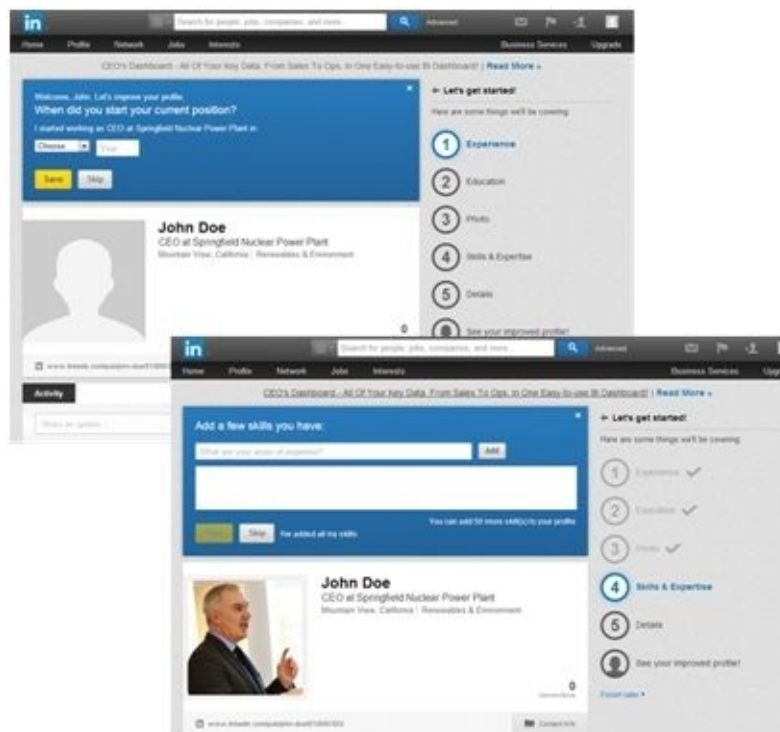 in
Search for people, jobs, companies, and more...
Advanced
Home Profile Network Jobs Interests
Business Services Upgrade
CEO's Dashboard - All Of Your Key Data, From Sales To Ops, In One Easy-to-use BI Dashboard! | Read More »
Welcome, John. Let's improve your profile.
When did you start your current position?
I started working as CEO at Springfield Nuclear Power Plant in:
Choose... Year
Save Skip
John Doe
CEO at Springfield Nuclear Power Plant
Mountain View, California | Renewables & Environment
0
Activity
Share an update...
Let's get started!
Here are some things we'll be covering
1 Experience
2 Education
3 Photo
4 Skills & Expertise
5 Details
See your improved profile!
in
Search for people, jobs, companies, and more...
Advanced
Home Profile Network Jobs Interests
Business Services
CEO's Dashboard - All Of Your Key Data, From Sales To Ops, In One Easy-to-use BI Dashboard! | Read More »
Add a few skills you have:
What are your areas of expertise?
Add
You can add 50 more skill(s) to your profile
Skip I've added all my skills
John Doe
CEO at Springfield Nuclear Power Plant
Mountain View, California | Renewables & Environment
0
connections
Contact Info
Let's get started!
Here are some things we'll be covering
1 Experience
2 Education
3 Photo
4 Skills & Expertise
5 Details
See your improved profile!
Finish later